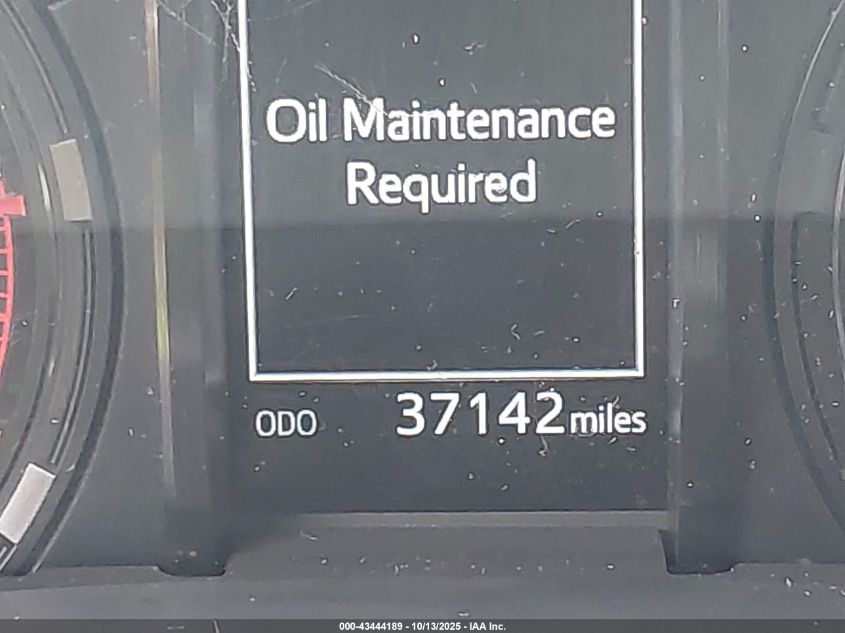 Oil Maintenance
Required
ODO 37142 miles
000-43444189 - 10/13/2025 - IAA Inc.